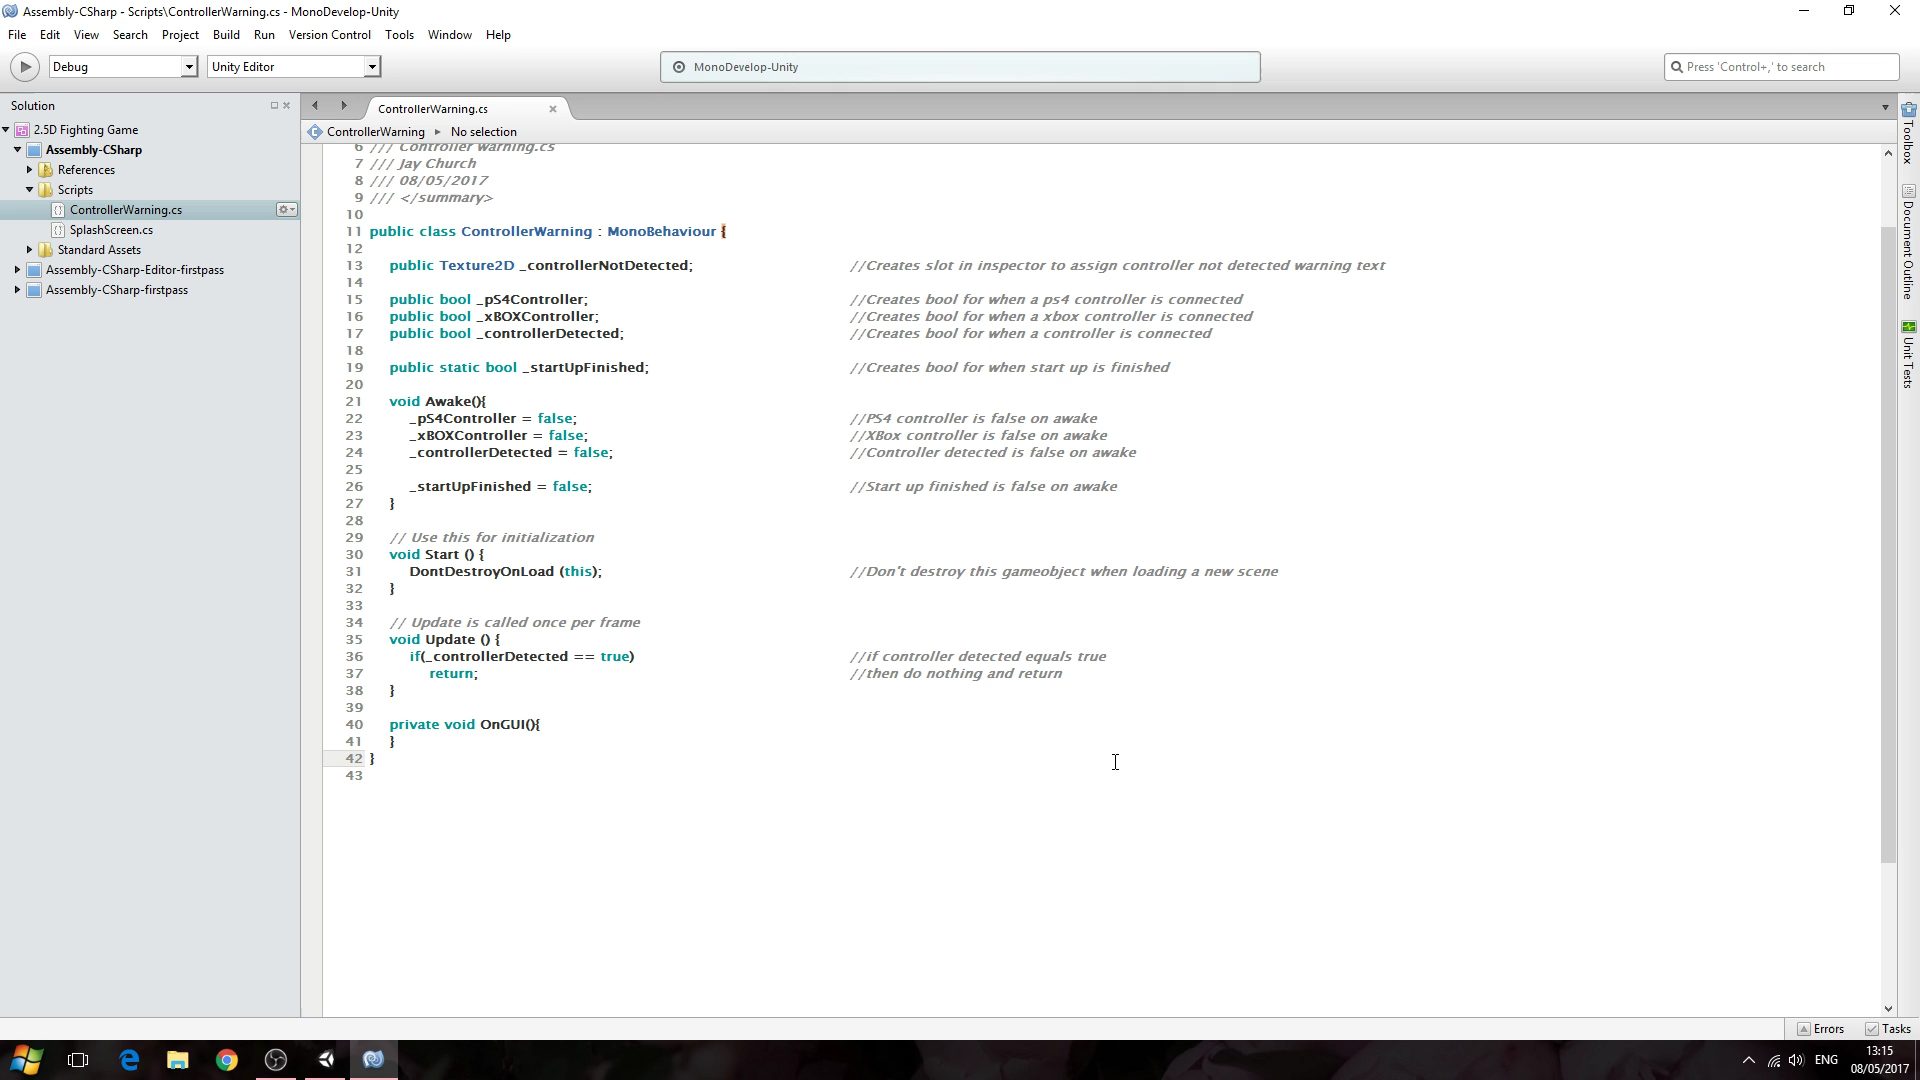 Assembly-CSharp - Scripts\ControllerWarning.cs - MonoDevelop-Unity
File Edit View Search Project Build Run Version Control Tools Window Help
Debug Unity Editor MonoDevelop-Unity Press 'Control+,' to search
Solution
2.5D Fighting Game
Assembly-CSharp
References
Scripts
ControllerWarning.cs
SplashScreen.cs
Standard Assets
Assembly-CSharp-Editor-firstpass
Assembly-CSharp-firstpass
ControllerWarning.cs
ControllerWarning No selection
6 /// Controller Warning.cs
7 /// Jay Church
8 /// 08/05/2017
9 /// </summary>
10
11 public class ControllerWarning : MonoBehaviour {
12
13 public Texture2D _controllerNotDetected; //Creates slot in inspector to assign controller not detected warning text
14
15 public bool _pS4Controller; //Creates bool for when a ps4 controller is connected
16 public bool _xBOXController; //Creates bool for when a xbox controller is connected
17 public bool _controllerDetected; //Creates bool for when a controller is connected
18
19 public static bool _startUpFinished; //Creates bool for when start up is finished
20
21 void Awake(){
22 _pS4Controller = false; //PS4 controller is false on awake
23 _xBOXController = false; //XBox controller is false on awake
24 _controllerDetected = false; //Controller detected is false on awake
25
26 _startUpFinished = false; //Start up finished is false on awake
27 }
28
29 // Use this for initialization
30 void Start () {
31 DontDestroyOnLoad (this); //Don't destroy this gameobject when loading a new scene
32 }
33
34 // Update is called once per frame
35 void Update () {
36 if(_controllerDetected == true) //if controller detected equals true
37 return; //then do nothing and return
38 }
39
40 private void OnGUI(){
41 }
42 }
43
Toolbox
Document Outline
Unit Tests
Errors Tasks
ENG
13:15
08/05/2017